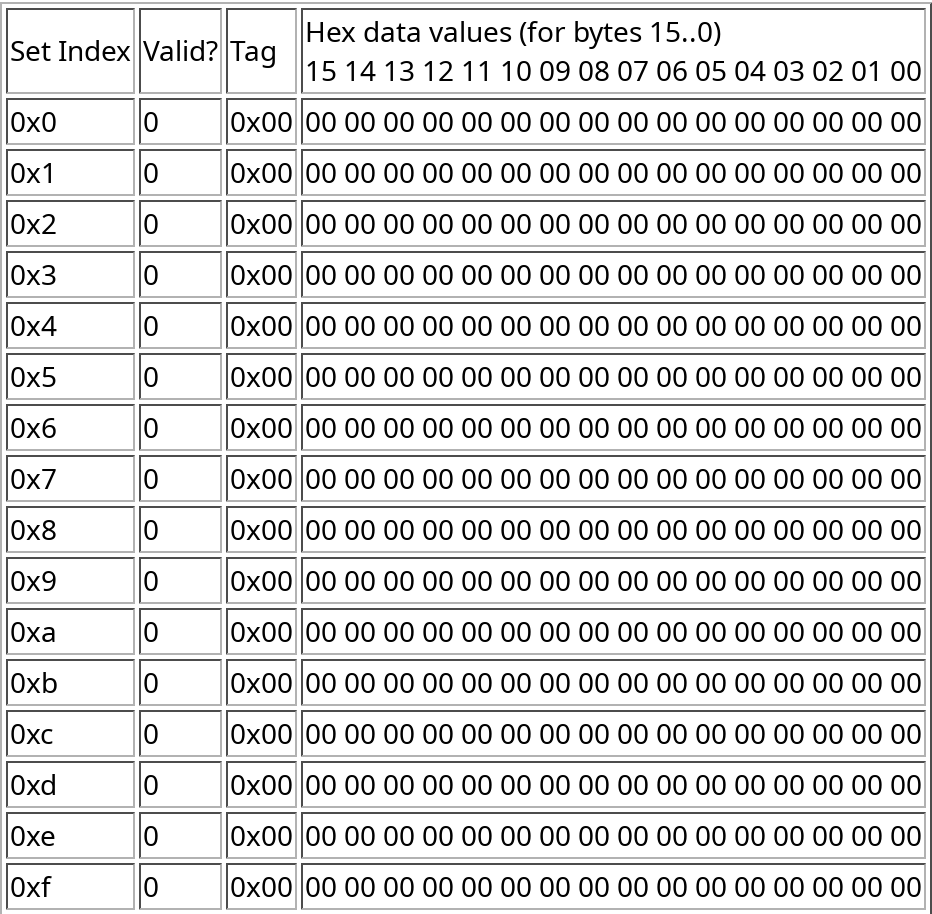 Set Index Valid? Tag Hex data values (for bytes 15..0)
15 14 13 12 11 10 09 08 07 06 05 04 03 02 01 00
0x0 0 0x00 00 00 00 00 00 00 00 00 00 00 00 00 00 00 00 00
0x1 0 0x00 00 00 00 00 00 00 00 00 00 00 00 00 00 00 00 00
0x2 0 0x00 00 00 00 00 00 00 00 00 00 00 00 00 00 00 00 00
0x3 0 0x00 00 00 00 00 00 00 00 00 00 00 00 00 00 00 00 00
0x4 0 0x00 00 00 00 00 00 00 00 00 00 00 00 00 00 00 00 00
0x5 0 0x00 00 00 00 00 00 00 00 00 00 00 00 00 00 00 00 00
0x6 0 0x00 00 00 00 00 00 00 00 00 00 00 00 00 00 00 00 00
0x7 0 0x00 00 00 00 00 00 00 00 00 00 00 00 00 00 00 00 00
0x8 0 0x00 00 00 00 00 00 00 00 00 00 00 00 00 00 00 00 00
0x9 0 0x00 00 00 00 00 00 00 00 00 00 00 00 00 00 00 00 00
0xa 0 0x00 00 00 00 00 00 00 00 00 00 00 00 00 00 00 00 00
0xb 0 0x00 00 00 00 00 00 00 00 00 00 00 00 00 00 00 00 00
0xc 0 0x00 00 00 00 00 00 00 00 00 00 00 00 00 00 00 00 00
0xd 0 0x00 00 00 00 00 00 00 00 00 00 00 00 00 00 00 00 00
0xe 0 0x00 00 00 00 00 00 00 00 00 00 00 00 00 00 00 00 00
0xf 0 0x00 00 00 00 00 00 00 00 00 00 00 00 00 00 00 00 00